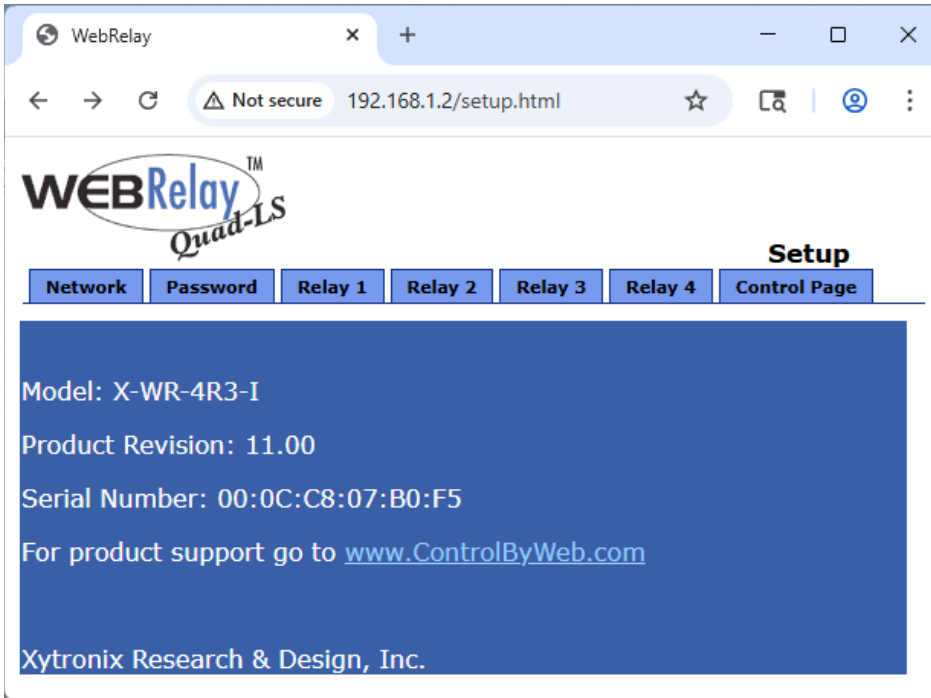 WebRelay
Not secure 192.168.1.2/setup.html
WEBRelay™
Quad-LS
Setup
Network Password Relay 1 Relay 2 Relay 3 Relay 4 Control Page
Model: X-WR-4R3-I
Product Revision: 11.00
Serial Number: 00:0C:C8:07:B0:F5
For product support go to www.ControlByWeb.com
Xytronix Research & Design, Inc.